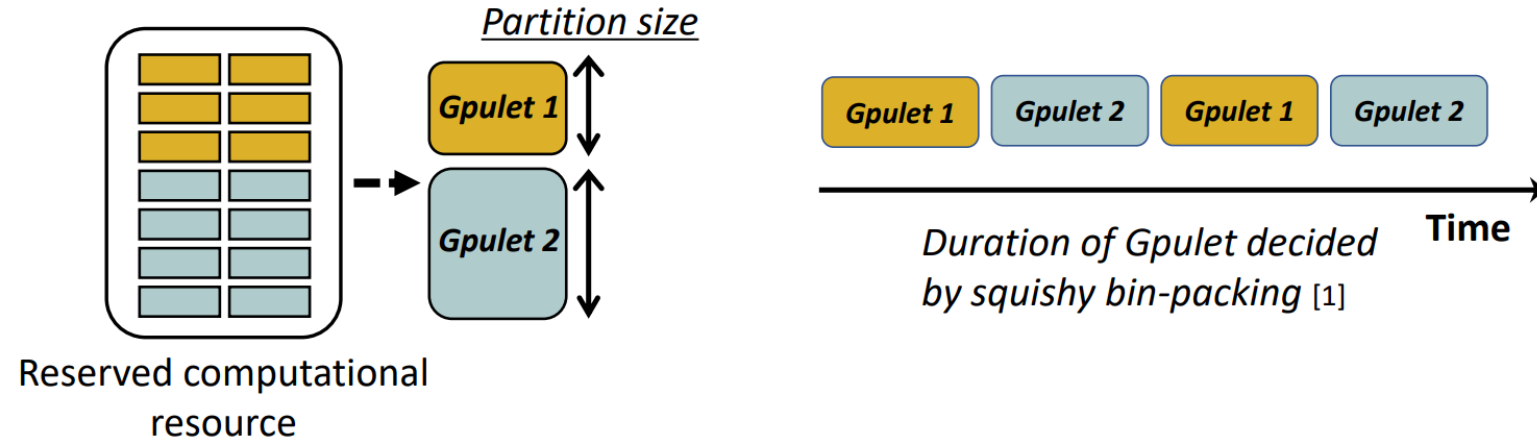 Partition size
Gpulet 1
Gpulet 2
Reserved computational
resource
Gpulet 1 Gpulet 2 Gpulet 1 Gpulet 2
Time
Duration of Gpulet decided
by squishy bin-packing [1]